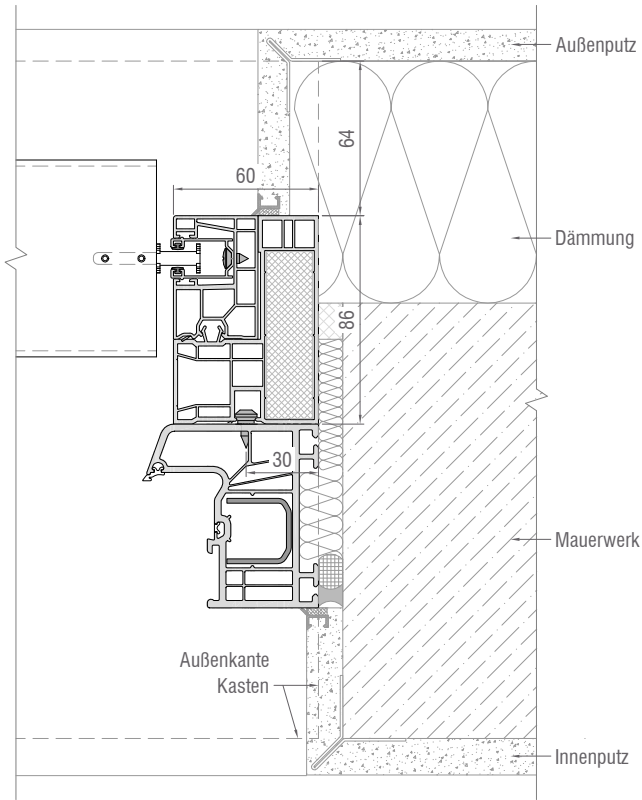 Außenputz
64
60
Dämmung
86
30
Mauerwerk
Außenkante
Kasten
Innenputz